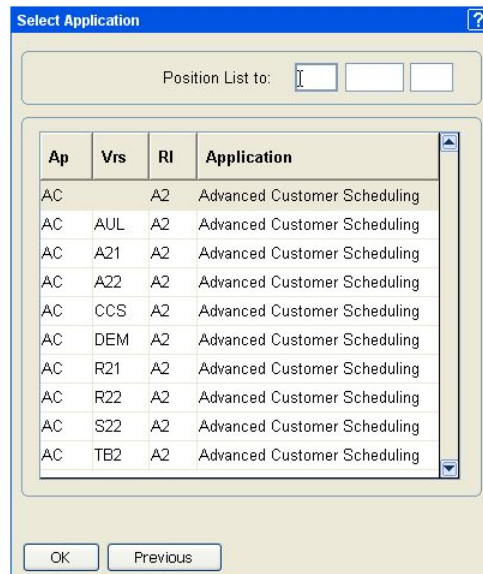 Select Application ?
Position List to:
Ap Vrs Rl Application
AC A2 Advanced Customer Scheduling
AC AUL A2 Advanced Customer Scheduling
AC A21 A2 Advanced Customer Scheduling
AC A22 A2 Advanced Customer Scheduling
AC CCS A2 Advanced Customer Scheduling
AC DEM A2 Advanced Customer Scheduling
AC R21 A2 Advanced Customer Scheduling
AC R22 A2 Advanced Customer Scheduling
AC S22 A2 Advanced Customer Scheduling
AC TB2 A2 Advanced Customer Scheduling
OK Previous